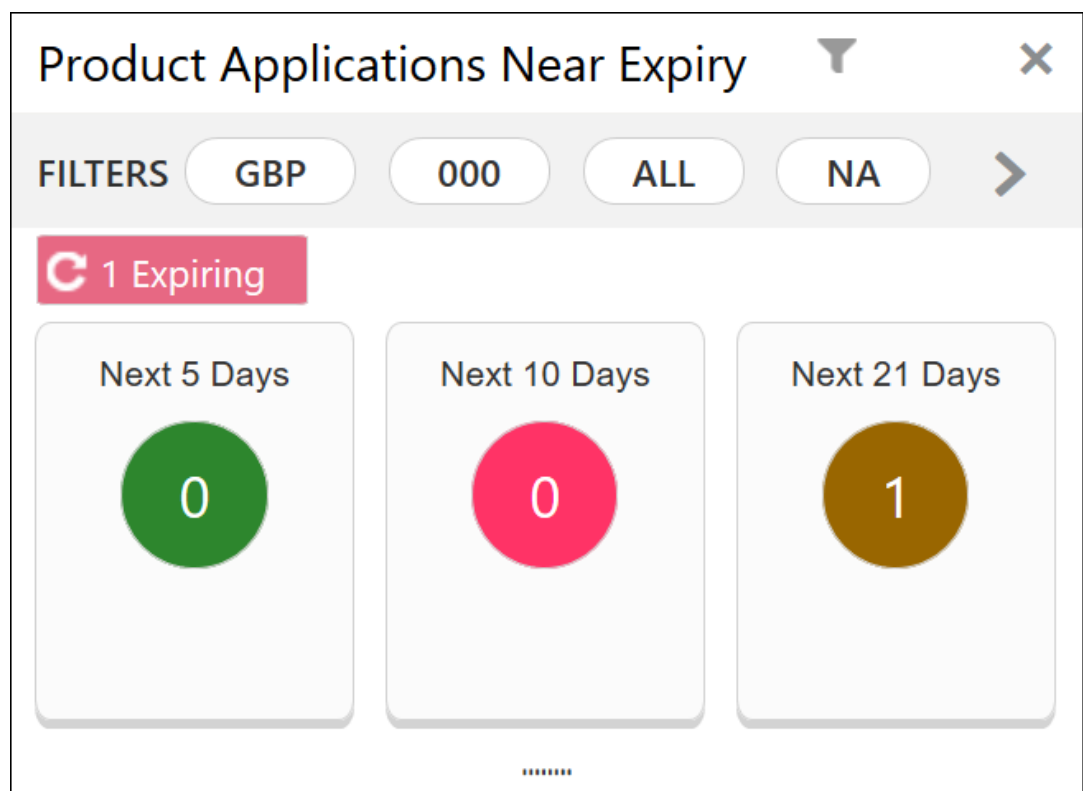 Product Applications Near Expiry
FILTERS GBP 000 ALL NA
1 Expiring
Next 5 Days Next 10 Days Next 21 Days
0 0 1